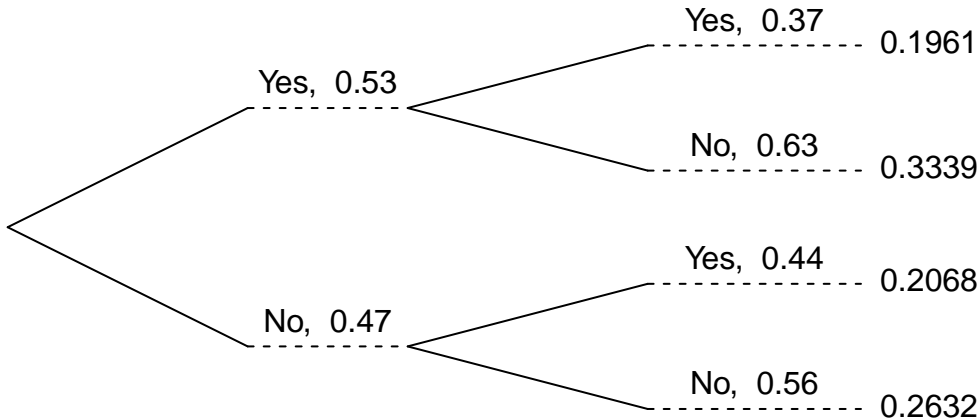 Yes, 0.37
0.1961
Yes, 0.53
No, 0.63
0.3339
Yes, 0.44
0.2068
No, 0.47
No, 0.56
0.2632